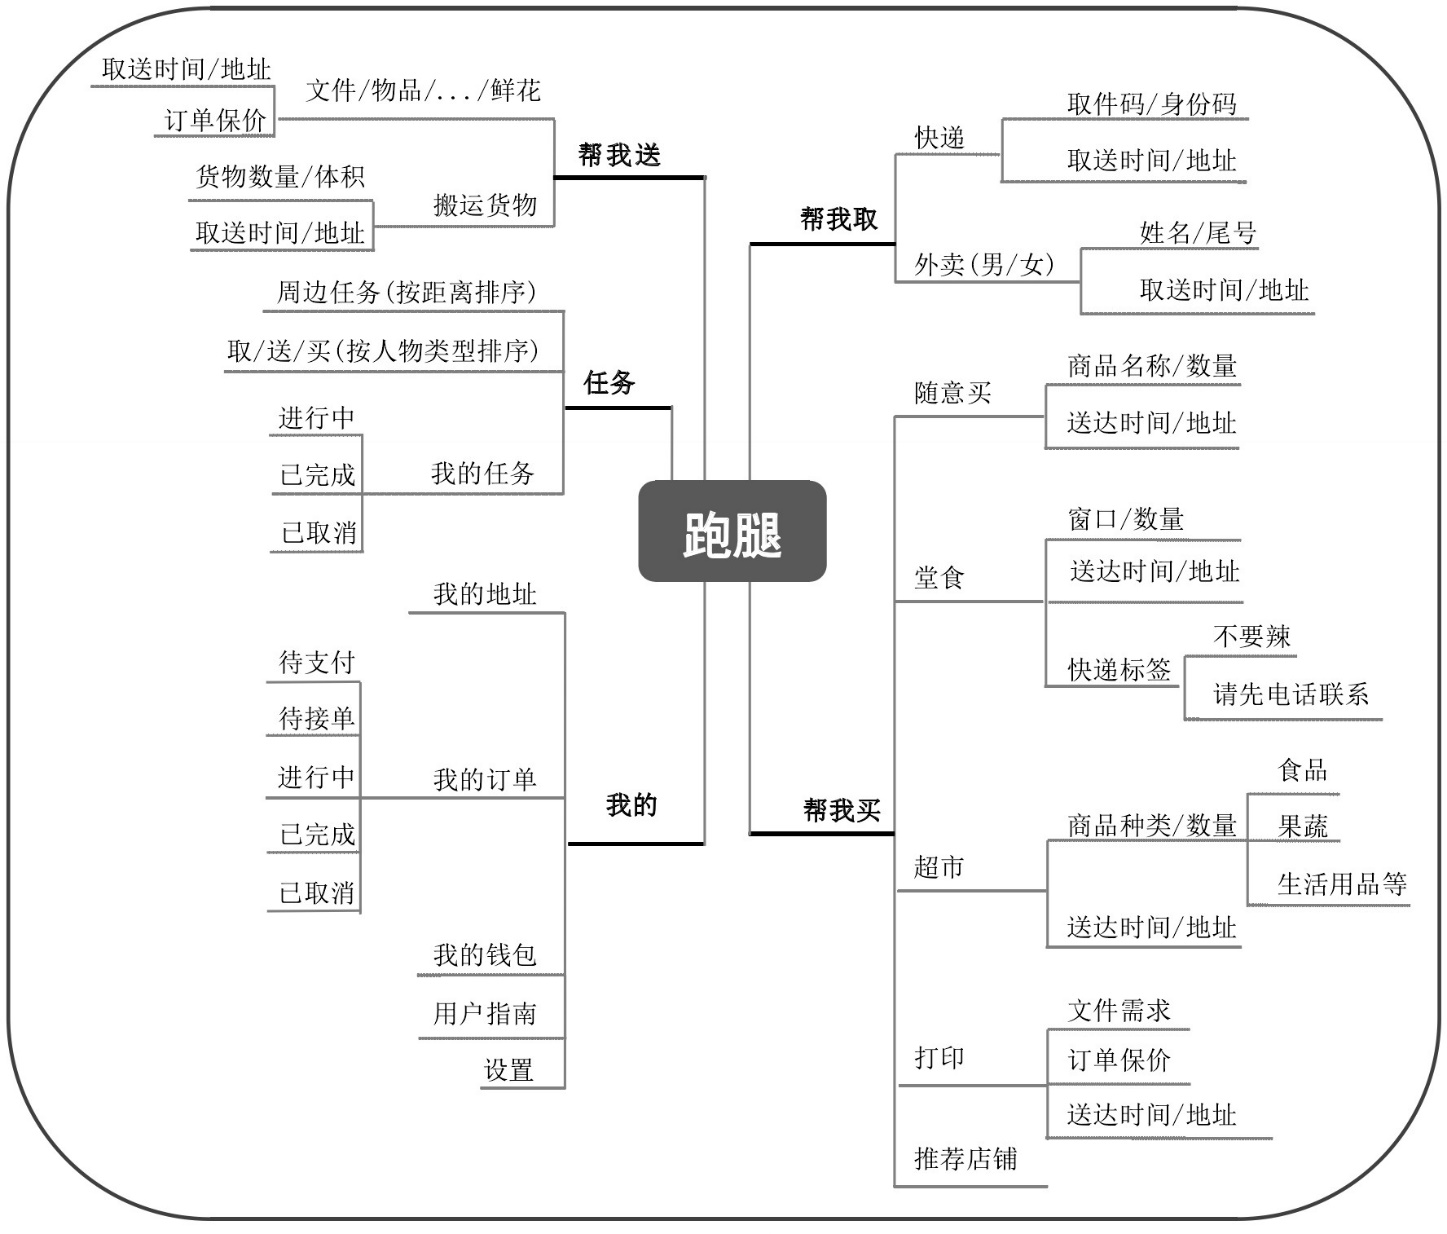 取送时间/地址
订单保价
文件/物品/.../鲜花
帮我送
货物数量/体积
取送时间/地址
搬运货物
周边任务(按距离排序)
取/送/买(按人物类型排序)
任务
进行中
已完成
已取消
我的任务
跑腿
我的地址
待支付
待接单
进行中
已完成
已取消
我的订单
我的
我的钱包
用户指南
设置
帮我取
快递
取件码/身份码
取送时间/地址
外卖(男/女)
姓名/尾号
取送时间/地址
帮我买
随意买
商品名称/数量
送达时间/地址
堂食
窗口/数量
送达时间/地址
快递标签
不要辣
请先电话联系
超市
商品种类/数量
食品
果蔬
生活用品等
送达时间/地址
打印
文件需求
订单保价
送达时间/地址
推荐店铺